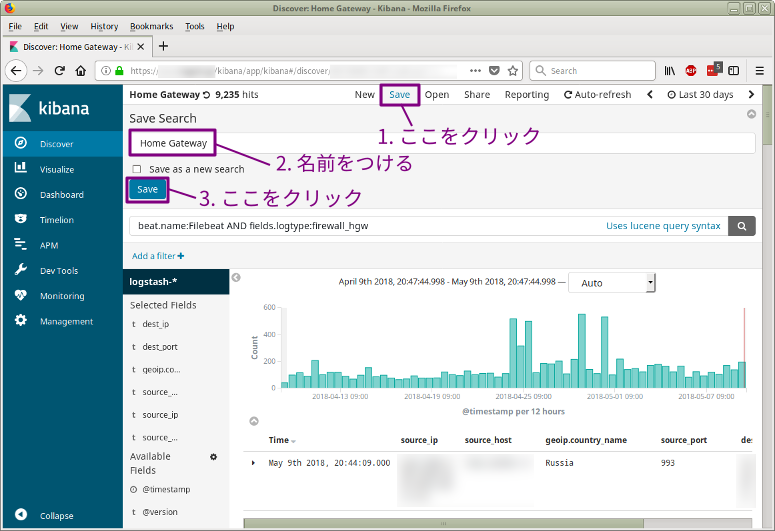 Discover: Home Gateway - Kibana - Mozilla Firefox
File Edit View History Bookmarks Tools Help
Discover: Home Gateway - Ki
https:// /kibana/app/kibana#/discover/
Search
ABP
5
kibana
Discover
Visualize
Dashboard
Timelion
APM
Dev Tools
Monitoring
Management
Collapse
Home Gateway 9,235 hits
New Save Open Share Reporting Auto-refresh Last 30 days
Save Search
1. ここをクリック
Home Gateway
2. 名前をつける
Save as a new search
Save
3. ここをクリック
beat.name:Filebeat AND fields.logtype:firewall_hgw
Uses lucene query syntax
Add a filter +
logstash-*
Selected Fields
t dest_ip
t dest_port
t geoip.co...
t source_...
t source_ip
t source_...
Available Fields
@timestamp
t @version
April 9th 2018, 20:47:44.998 - May 9th 2018, 20:47:44.998 —
Auto
Count
600
400
200
0
2018-04-13 09:00 2018-04-19 09:00 2018-04-25 09:00 2018-05-01 09:00 2018-05-07 09:00
@timestamp per 12 hours
Time source_ip source_host geoip.country_name source_port des
May 9th 2018, 20:44:09.000 Russia 993